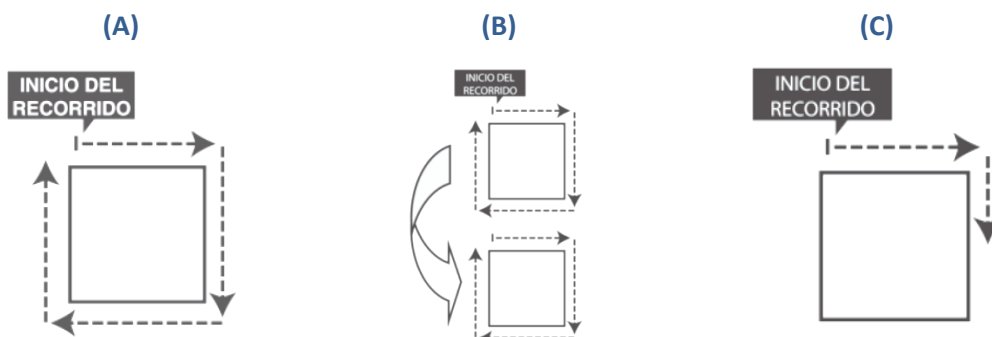 (A)
(B)
(C)
INICIO DEL
RECORRIDO
INICIO DEL
RECORRIDO
INICIO DEL
RECORRIDO